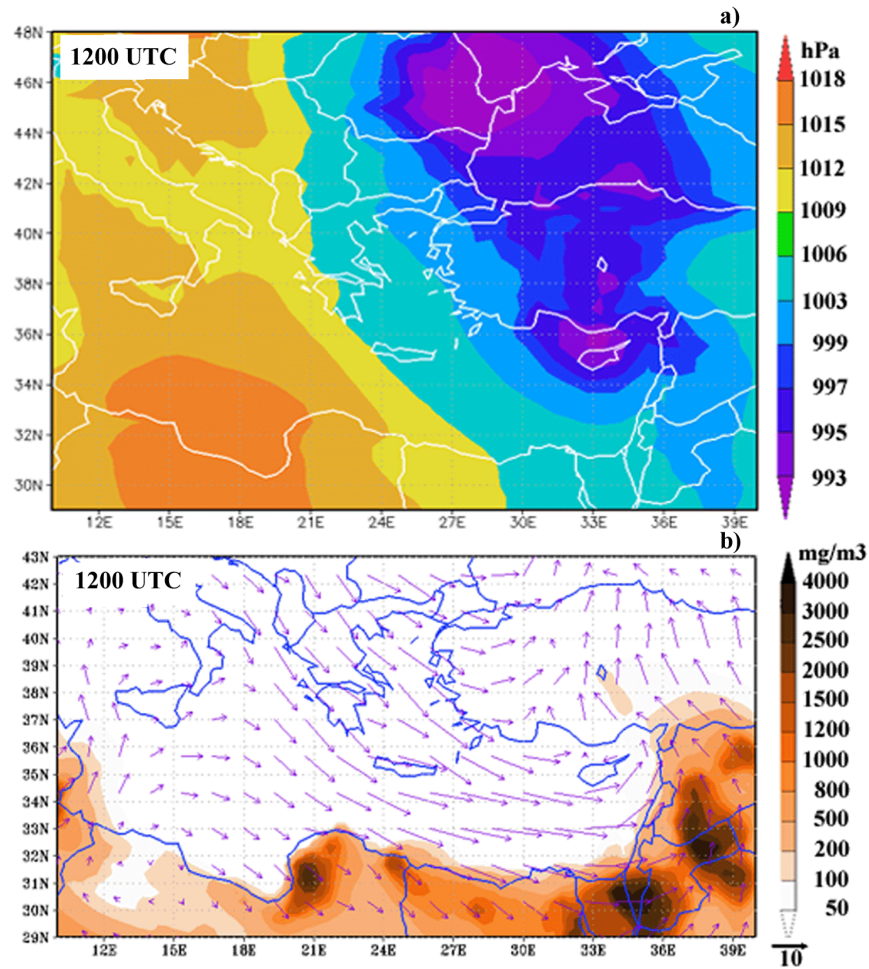 a)
1200 UTC
hPa
1018
1015
1012
1009
1006
1003
999
997
995
993
48N
46N
44N
42N
40N
38N
36N
34N
32N
30N
12E 15E 18E 21E 24E 27E 30E 33E 36E 39E
b)
1200 UTC
mg/m3
4000
3000
2500
2000
1500
1200
1000
800
500
200
100
50
10
43N
42N
41N
40N
39N
38N
37N
36N
35N
34N
33N
32N
31N
30N
29N
12E 15E 18E 21E 24E 27E 30E 33E 36E 39E